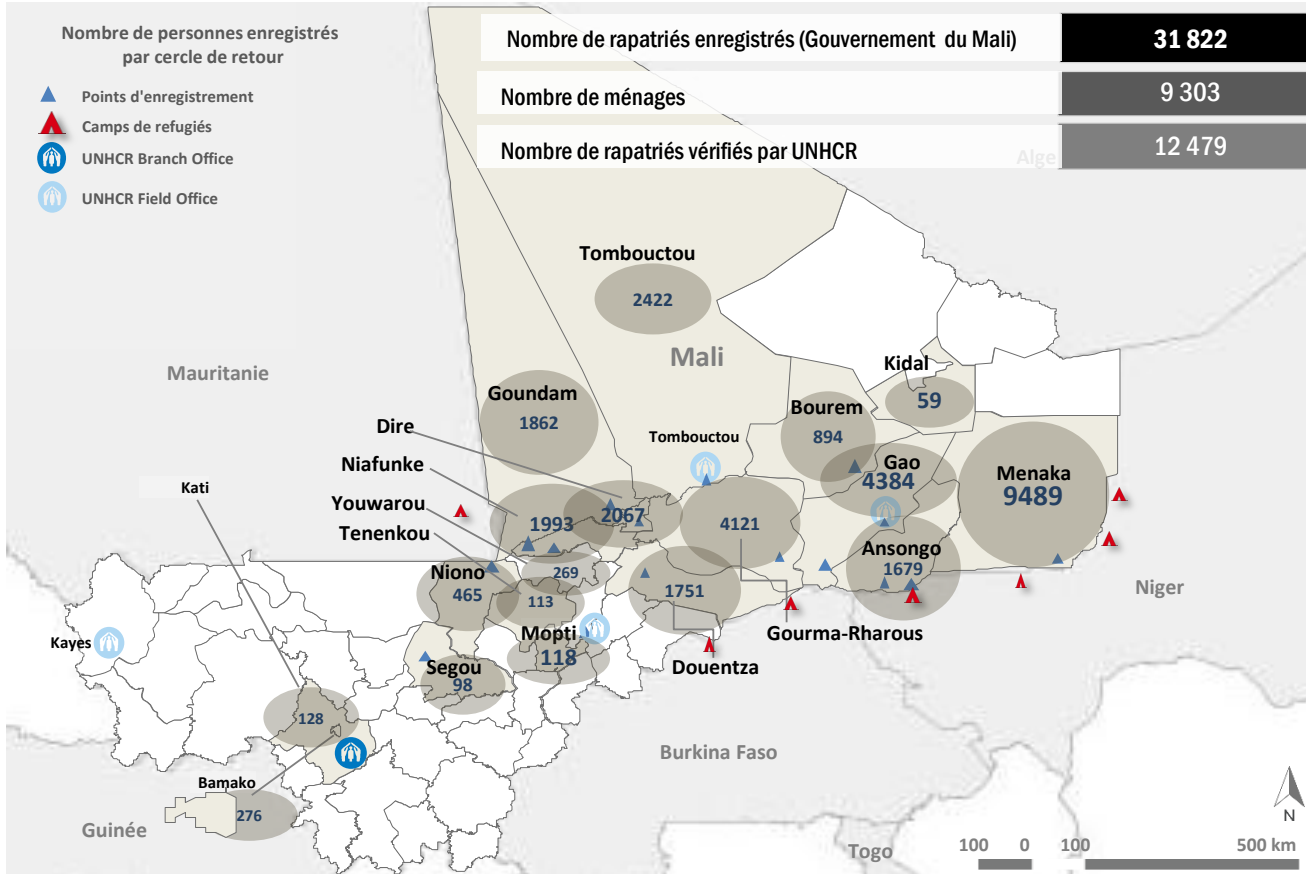 Nombre de personnes enregistrés
par cercle de retour
Points d'enregistrement
Camps de refugiés
UNHCR Branch Office
UNHCR Field Office
Nombre de rapatriés enregistrés (Gouvernement du Mali)
31 822
Nombre de ménages
9 303
Nombre de rapatriés vérifiés par UNHCR
12 479
Alge
Tombouctou
2422
Mali
Mauritanie
Kidal
59
Goundam
1862
Bourem
894
Dire
Tombouctou
Gao
4384
Menaka
9489
Niafunke
Kati
Youwarou
Tenenkou
1993
2067
4121
Ansongo
1679
Niono
465
269
113
1751
Niger
Mopti
118
Gourma-Rharous
Kayes
Segou
98
Douentza
128
Burkina Faso
Bamako
276
Guinée
Togo
N
100 0 100 500 km